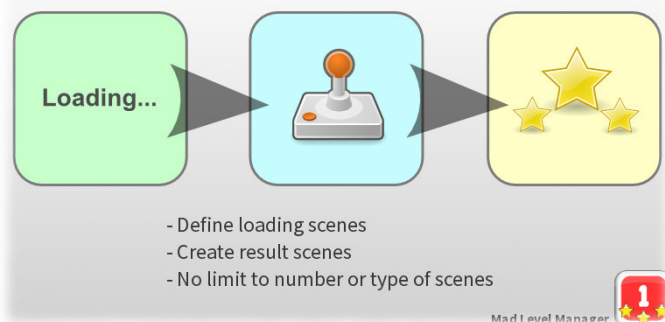 Loading...
- Define loading scenes
- Create result scenes
- No limit to number or type of scenes
Mad Level Manager
1